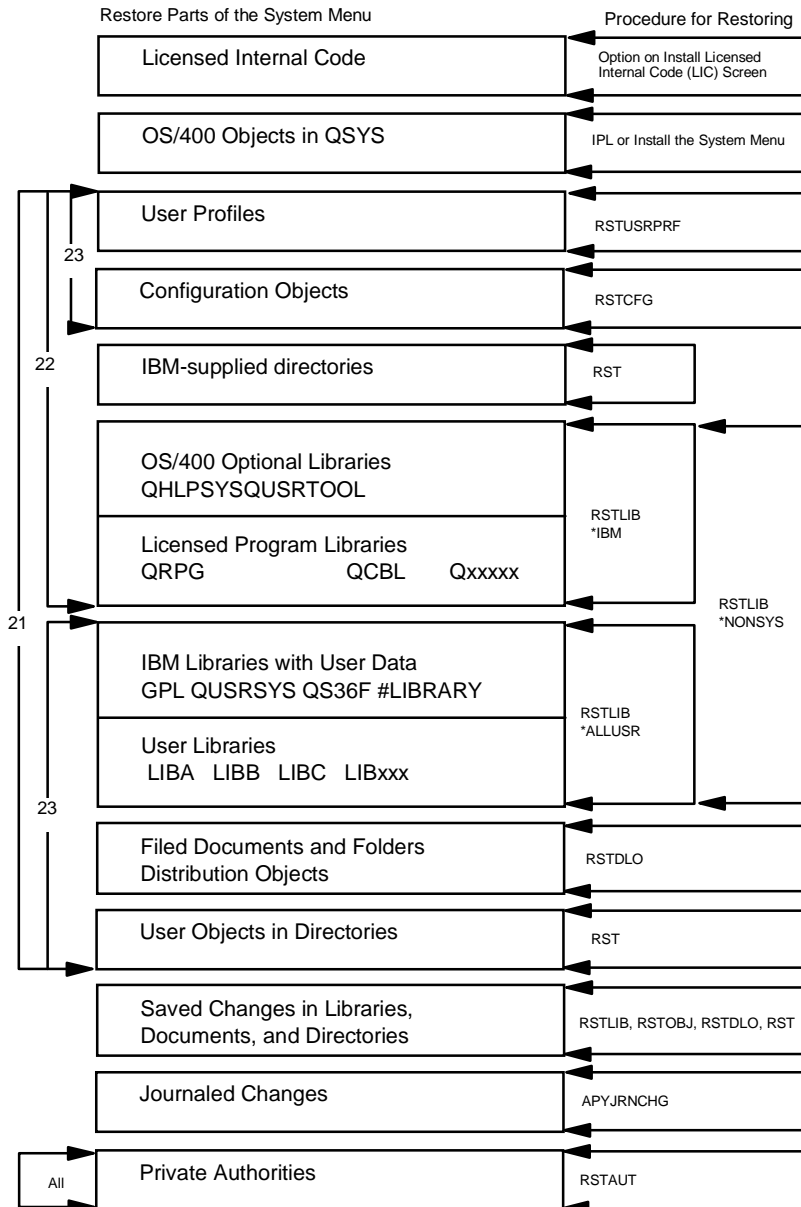 Restore Parts of the System Menu
Procedure for Restoring
Licensed Internal Code
Option on Install Licensed
Internal Code (LIC) Screen
OS/400 Objects in QSYS
IPL or Install the System Menu
User Profiles
RSTUSRPRF
23
Configuration Objects
RSTCFG
22
IBM-supplied directories
RST
OS/400 Optional Libraries
QHLPSYSQUSRTOOL
RSTLIB
*IBM
Licensed Program Libraries
QRPG QCBL Qxxxxx
RSTLIB
*NONSYS
21
IBM Libraries with User Data
GPL QUSRSYS QS36F #LIBRARY
RSTLIB
*ALLUSR
User Libraries
LIBA LIBB LIBC LIBxxx
23
Filed Documents and Folders
Distribution Objects
RSTDLO
User Objects in Directories
RST
Saved Changes in Libraries,
Documents, and Directories
RSTLIB, RSTOBJ, RSTDLO, RST
Journaled Changes
APYJRNCHG
All
Private Authorities
RSTAUT